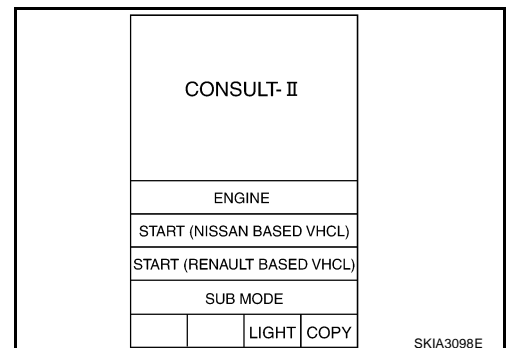 CONSULT-II
ENGINE
START (NISSAN BASED VHCL)
START (RENAULT BASED VHCL)
SUB MODE
LIGHT COPY
SKIA3098E